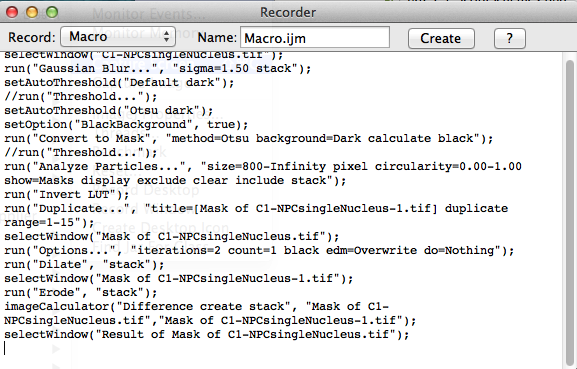 Recorder
Record: Macro Name: Macro.ijm Create ?
selectWindow("C1-NPCsingleNucleus.tif");
run("Gaussian Blur...", "sigma=1.50 stack");
setAutoThreshold("Default dark");
//run("Threshold...");
setAutoThreshold("Otsu dark");
setOption("BlackBackground", true);
run("Convert to Mask", "method=Otsu background=Dark calculate black");
//run("Threshold...");
run("Analyze Particles...", "size=800-Infinity pixel circularity=0.00-1.00
show=Masks display exclude clear include stack");
run("Invert LUT");
run("Duplicate...", "title=[Mask of C1-NPCsingleNucleus-1.tif] duplicate
range=1-15");
selectWindow("Mask of C1-NPCsingleNucleus.tif");
run("Options...", "iterations=2 count=1 black edm=Overwrite do=Nothing");
run("Dilate", "stack");
selectWindow("Mask of C1-NPCsingleNucleus-1.tif");
run("Erode", "stack");
imageCalculator("Difference create stack", "Mask of C1-
NPCsingleNucleus.tif","Mask of C1-NPCsingleNucleus-1.tif");
selectWindow("Result of Mask of C1-NPCsingleNucleus.tif");